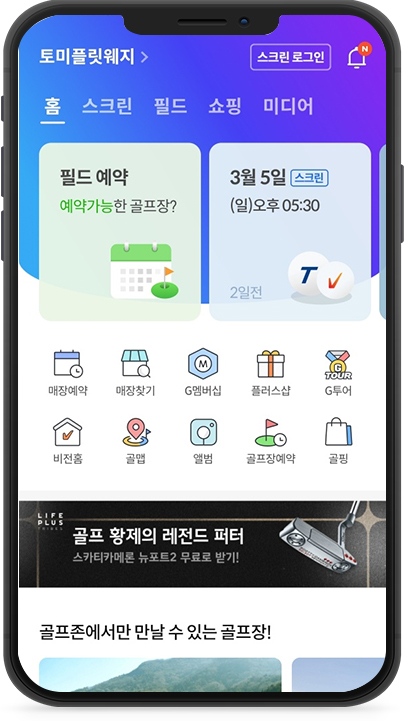 토미플릿웨지
스크린 로그인
N
홈 스크린 필드 쇼핑 미디어
필드 예약
예약가능한 골프장?
3월 5일 스크린
(일)오후 05:30
2일전
T
매장예약 매장찾기 G멤버십 플러스샵 G투어
M
G
TOUR
비전홈 골맵 앨범 골프장예약 골핑
LIFE
PLUS
TRIBES
골프 황제의 레전드 퍼터
스카티카메론 뉴포트2 무료로 받기!
골프존에서만 만날 수 있는 골프장!